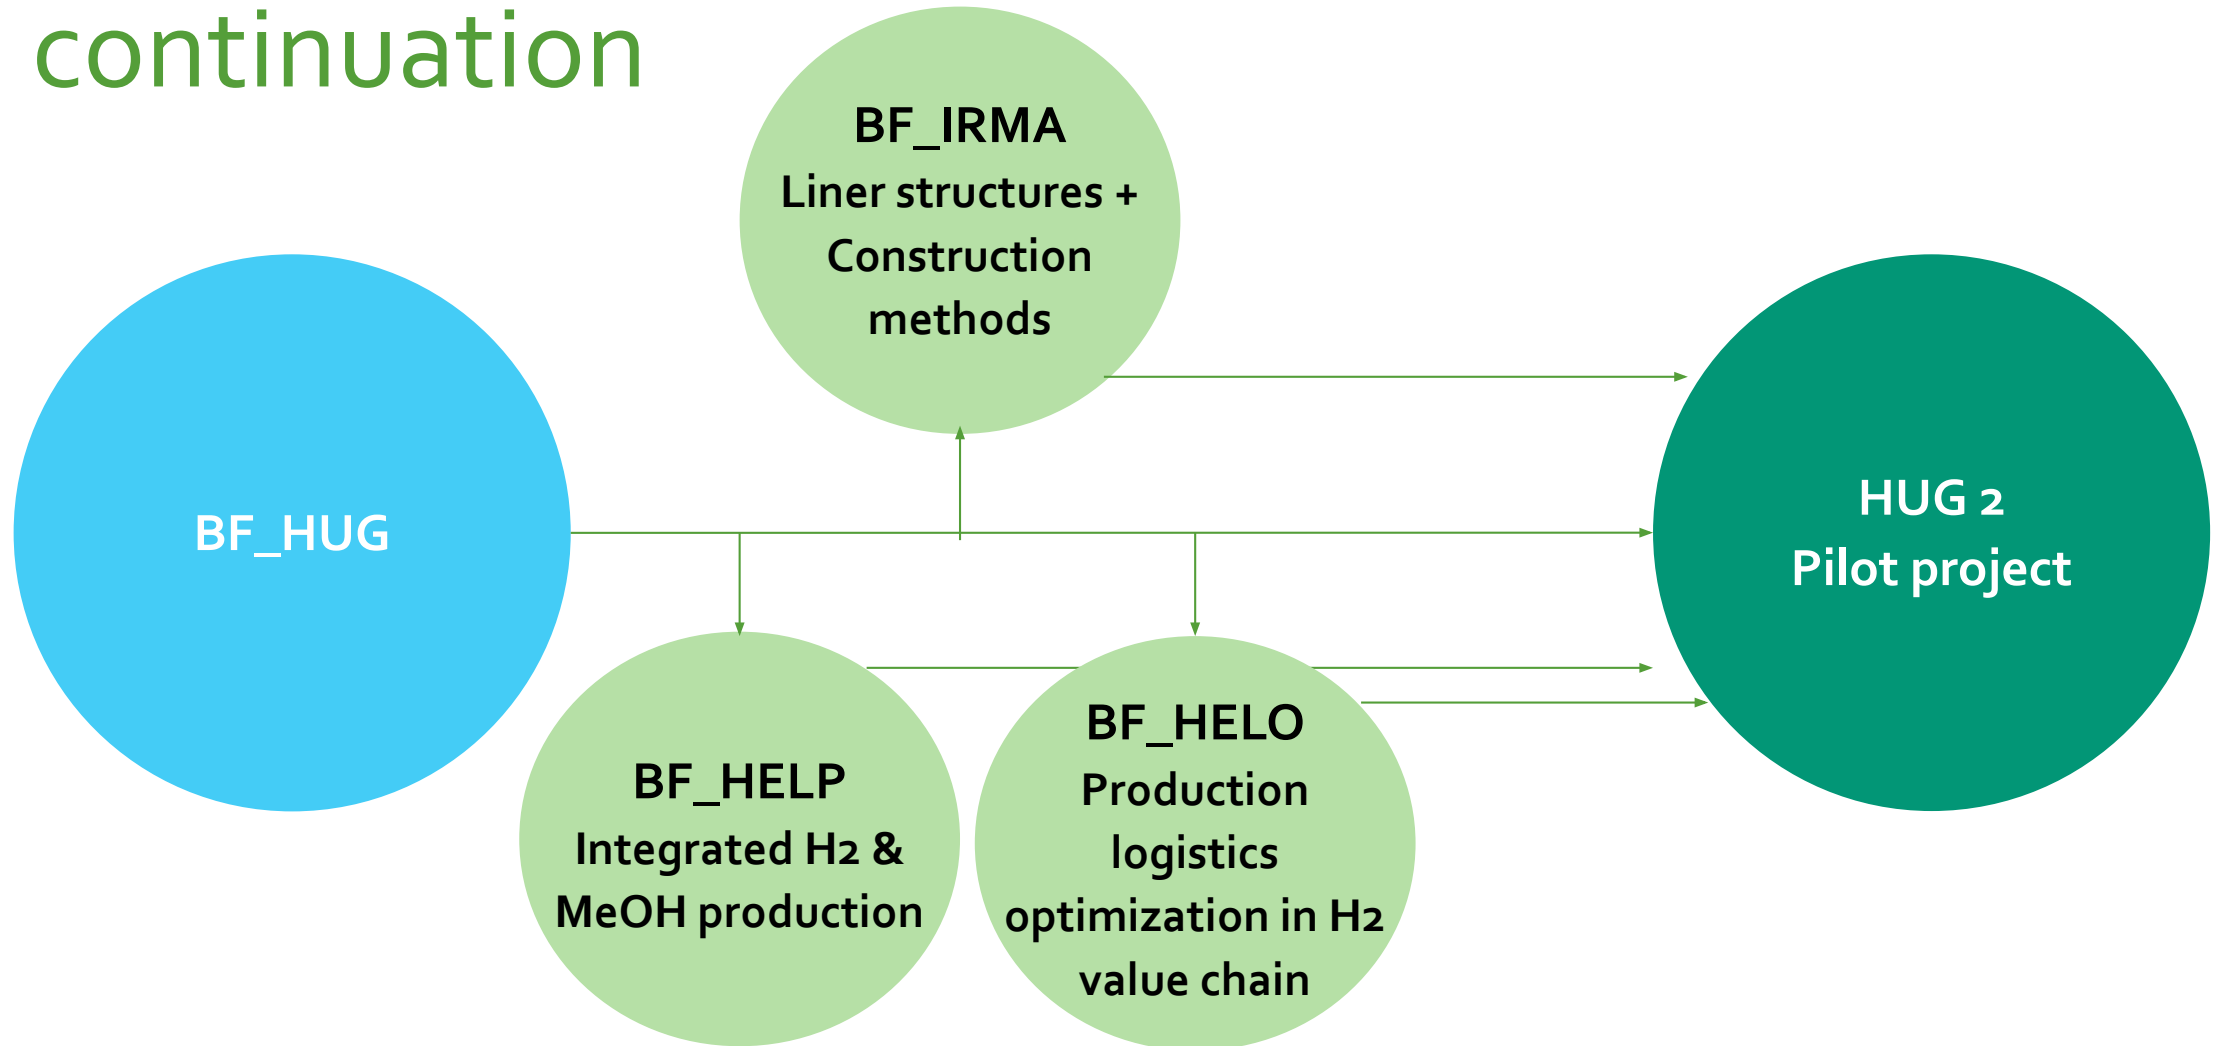 continuation
BF_IRMA
Liner structures +
Construction
methods
BF_HUG
HUG 2
Pilot project
BF_HELP
Integrated H2 &
MeOH production
BF_HELO
Production
logistics
optimization in H2
value chain